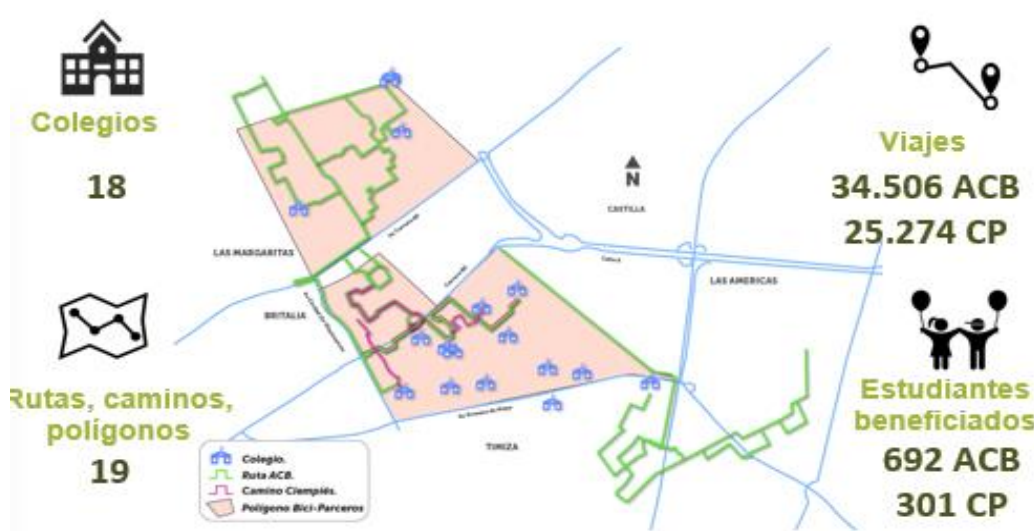 Colegios
18
Rutas, caminos,
polígonos
19
Viajes
34.506 ACB
25.274 CP
Estudiantes
beneficiados
692 ACB
301 CP
N
CASTILLA
LAS MARGARITAS
LAS AMERICAS
BRITALIA
TIMIZA
Colegio.
Ruta ACB.
Camino Ciempiés.
Polígono Bici-Parceros